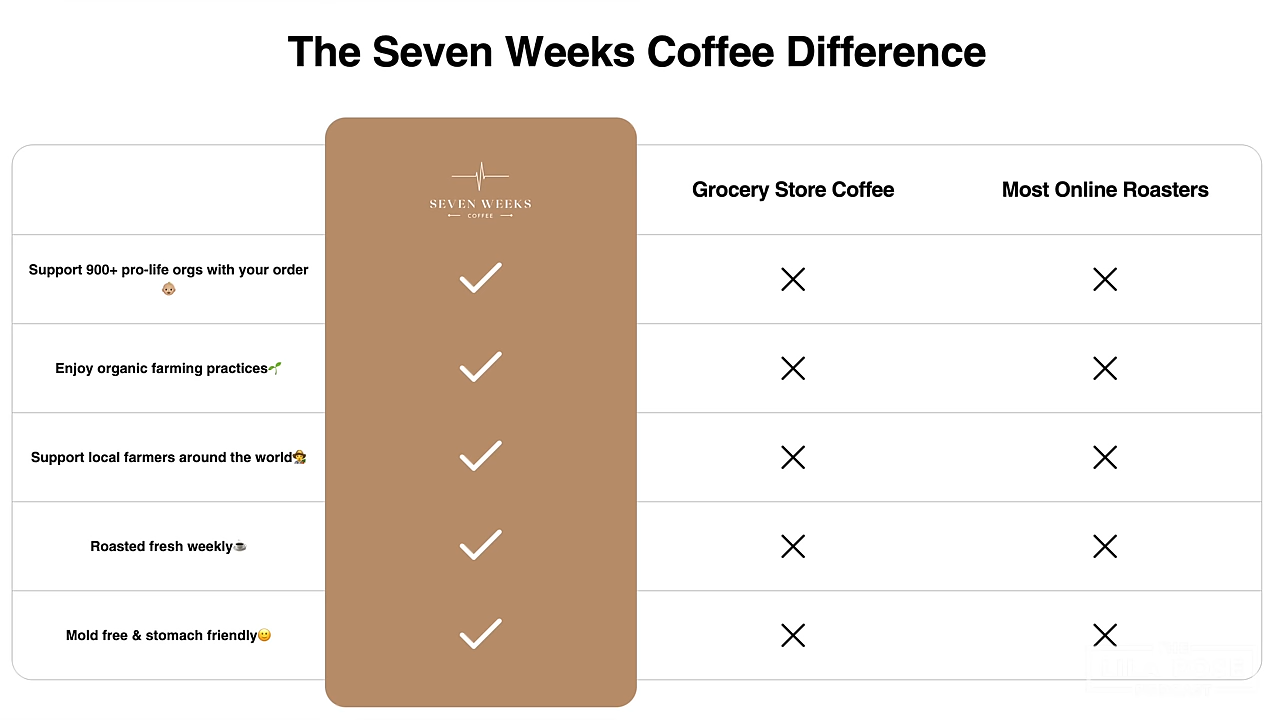 The Seven Weeks Coffee Difference
SEVEN WEEKS
COFFEE
Grocery Store Coffee
Most Online Roasters
Support 900+ pro-life orgs with your order
👶🏼
Enjoy organic farming practices🌱
Support local farmers around the world🧑‍🌾
Roasted fresh weekly☕
Mold free & stomach friendly🙂